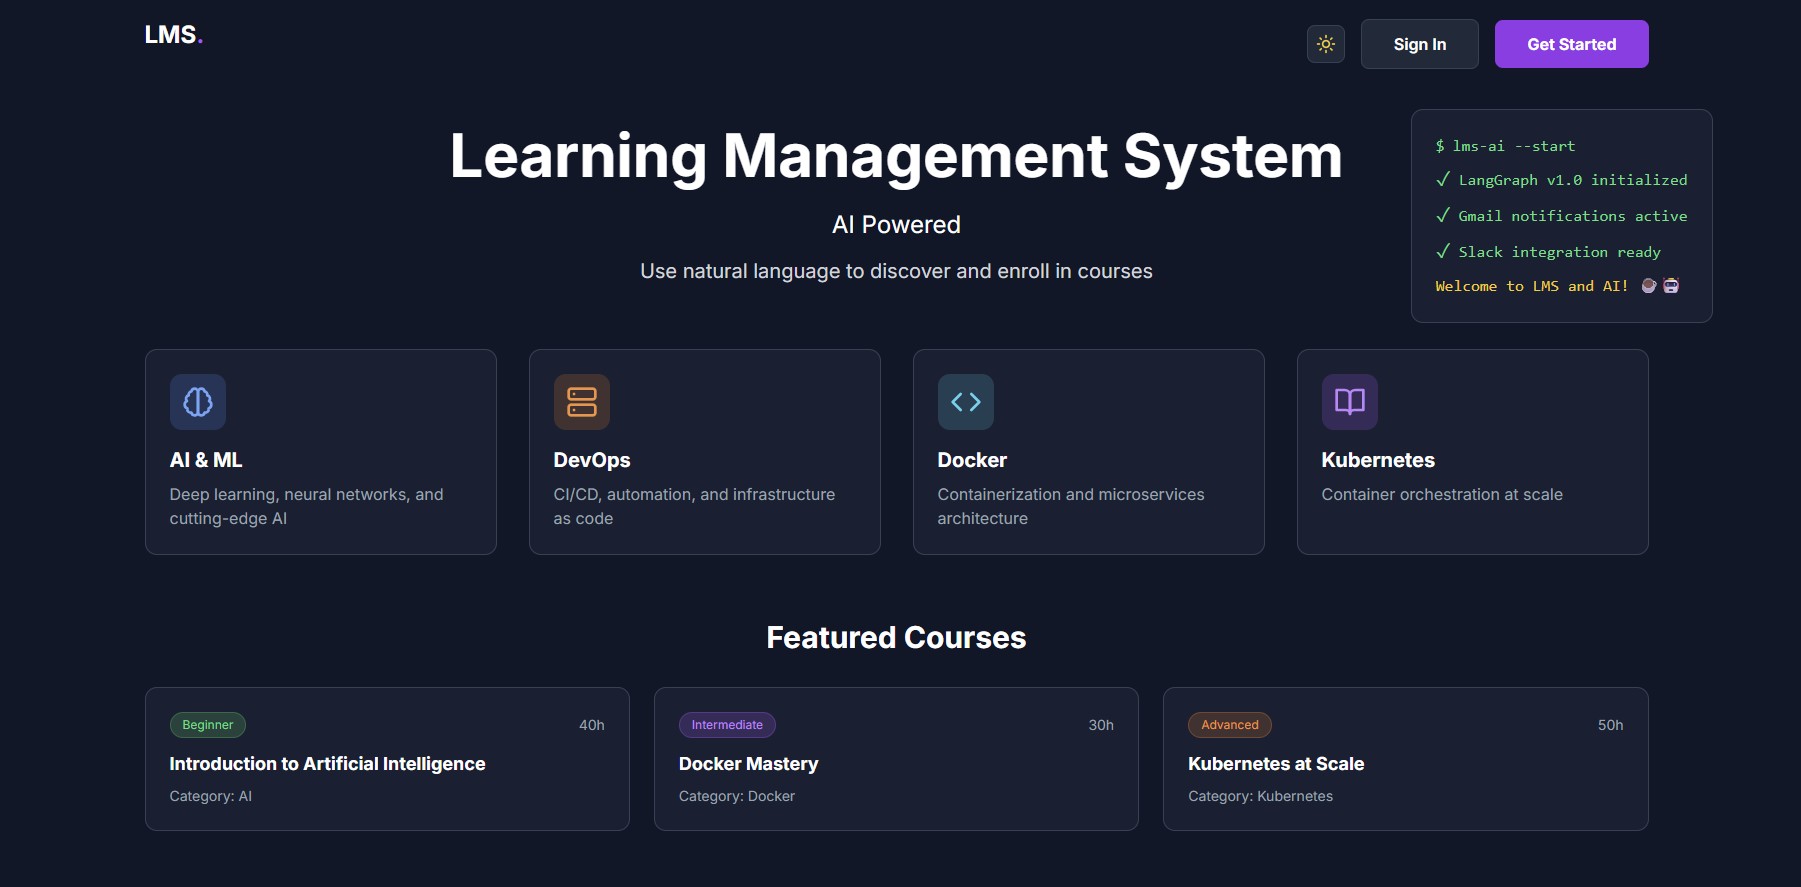 LMS.
Sign In
Get Started
Learning Management System
AI Powered
Use natural language to discover and enroll in courses
$ lms-ai --start
✓ LangGraph v1.0 initialized
✓ Gmail notifications active
✓ Slack integration ready
Welcome to LMS and AI!
AI & ML
Deep learning, neural networks, and
cutting-edge AI
DevOps
CI/CD, automation, and infrastructure
as code
Docker
Containerization and microservices
architecture
Kubernetes
Container orchestration at scale
Featured Courses
Beginner
40h
Introduction to Artificial Intelligence
Category: AI
Intermediate
30h
Docker Mastery
Category: Docker
Advanced
50h
Kubernetes at Scale
Category: Kubernetes